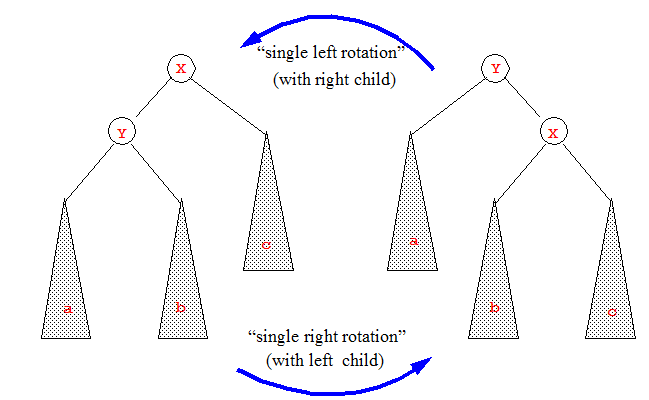 “single left rotation”
(with right child)
X
Y
Y
X
c
a
a
b
b
c
“single right rotation”
(with left child)